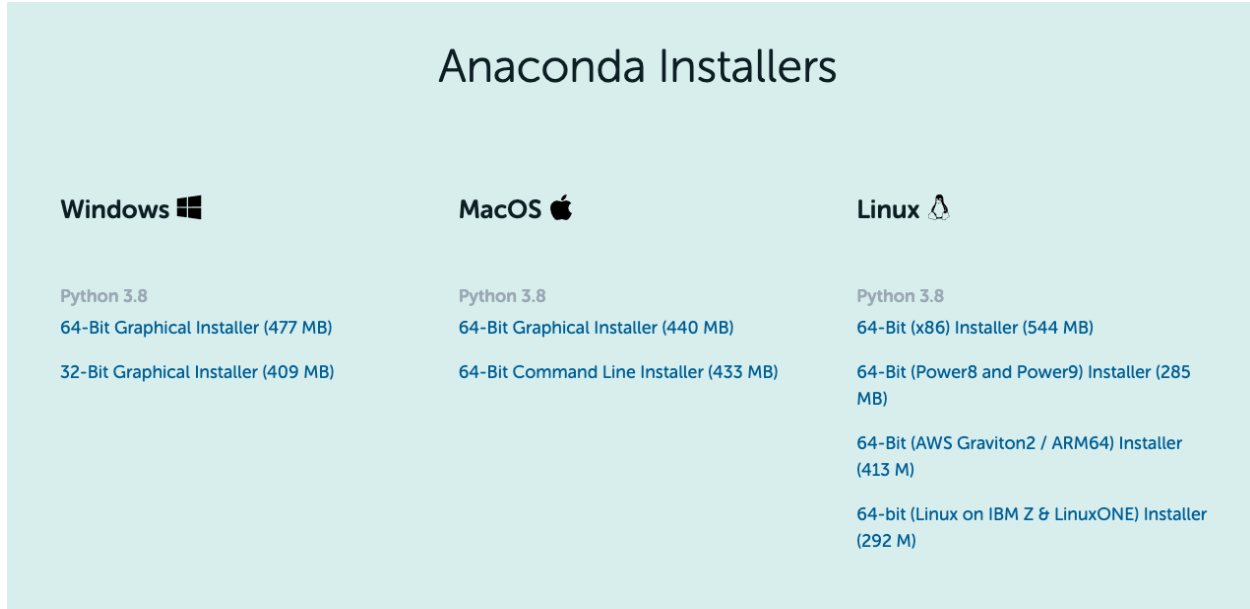 Anaconda Installers
Windows
Python 3.8
64-Bit Graphical Installer (477 MB)
32-Bit Graphical Installer (409 MB)
MacOS
Python 3.8
64-Bit Graphical Installer (440 MB)
64-Bit Command Line Installer (433 MB)
Linux
Python 3.8
64-Bit (x86) Installer (544 MB)
64-Bit (Power8 and Power9) Installer (285
MB)
64-Bit (AWS Graviton2 / ARM64) Installer
(413 M)
64-bit (Linux on IBM Z & LinuxONE) Installer
(292 M)